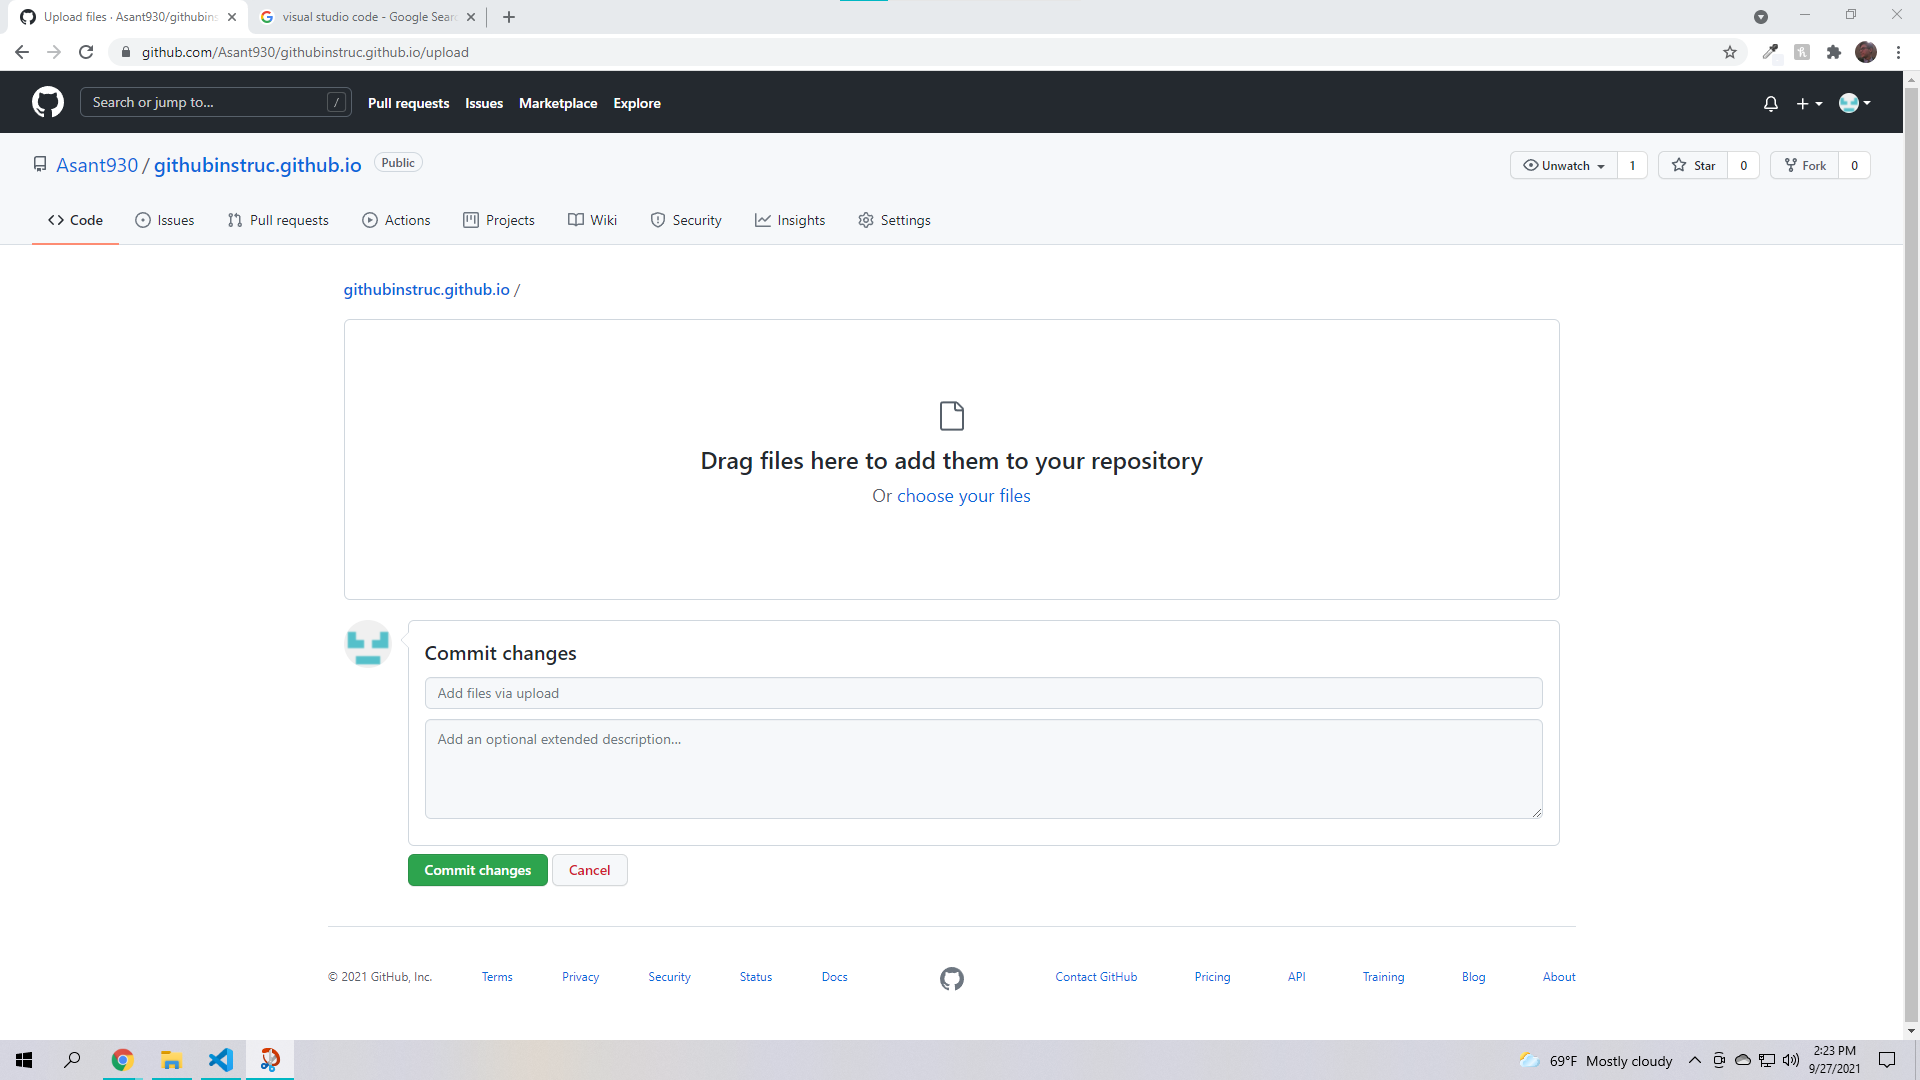 Upload files · Asant930/githubins
visual studio code - Google Sear
github.com/Asant930/githubinstruc.github.io/upload
Search or jump to...
/
Pull requests
Issues
Marketplace
Explore
Asant930 / githubinstruc.github.io
Public
Unwatch
1
Star
0
Fork
0
Code
Issues
Pull requests
Actions
Projects
Wiki
Security
Insights
Settings
githubinstruc.github.io /
Drag files here to add them to your repository
Or choose your files
Commit changes
Add files via upload
Add an optional extended description...
Commit changes
Cancel
© 2021 GitHub, Inc.
Terms
Privacy
Security
Status
Docs
Contact GitHub
Pricing
API
Training
Blog
About
69°F Mostly cloudy
2:23 PM
9/27/2021